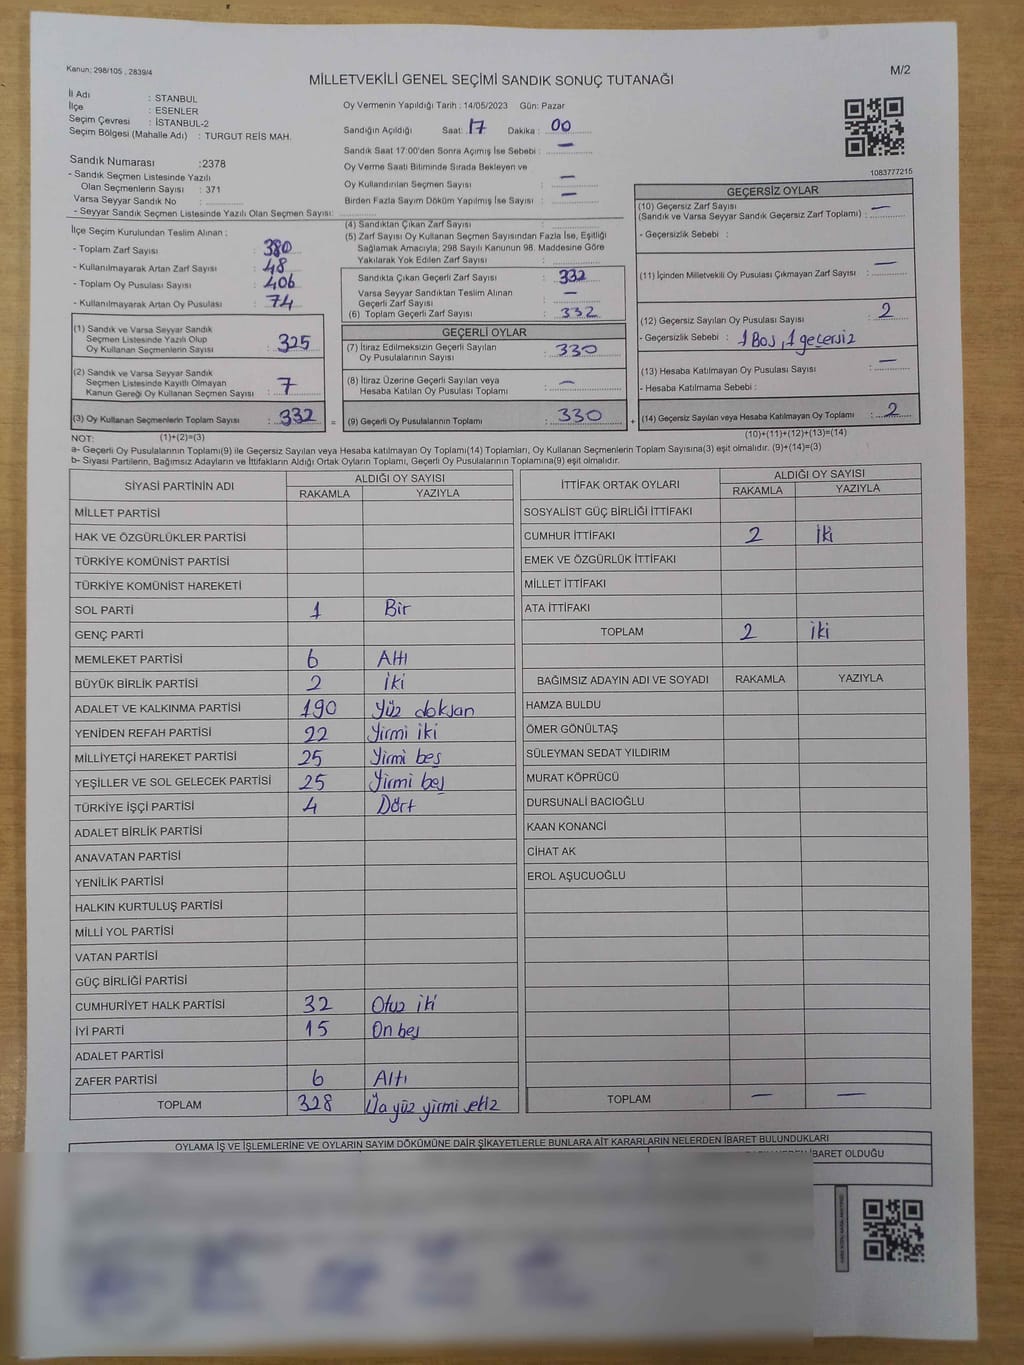 Kanun: 298/105 , 2839/4
M/2
MİLLETVEKİLİ GENEL SEÇİMİ SANDIK SONUÇ TUTANAĞI
İl Adı : STANBUL
İlçe : ESENLER
Seçim Çevresi : İSTANBUL-2
Seçim Bölgesi (Mahalle Adı) : TURGUT REİS MAH.
Sandık Numarası :2378
- Sandık Seçmen Listesinde Yazılı
Olan Seçmenlerin Sayısı : 371
Varsa Seyyar Sandık No :
- Seyyar Sandık Seçmen Listesinde Yazılı Olan Seçmen Sayısı:
Oy Vermenin Yapıldığı Tarih : 14/05/2023 Gün: Pazar
Sandığın Açıldığı Saat: 17 Dakika : 00
Sandık Saat 17:00'den Sonra Açımış İse Sebebi : —
Oy Verme Saati Bitiminde Sırada Bekleyen ve
Oy Kullandırılan Seçmen Sayısı : —
Birden Fazla Sayım Döküm Yapılmış İse Sayısı : —
1083777215
İlçe Seçim Kurulundan Teslim Alınan :
- Toplam Zarf Sayısı : 380
- Kullanılmayarak Artan Zarf Sayısı : 48
- Toplam Oy Pusulası : 406
- Kullanılmayarak Artan Oy Pusulası : 74
(1) Sandık ve Varsa Seyyar Sandık
Seçmen Listesinde Yazılı Olup
Oy Kullanan Seçmenlerin Sayısı : 325
(2) Sandık ve Varsa Seyyar Sandık
Seçmen Listesinde Kayıtlı Olmayan
Kanun Gereği Oy Kullanan Seçmen Sayısı : 7
(3) Oy Kullanan Seçmenlerin Toplam Sayısı : 332
(4) Sandıktan Çıkan Zarf Sayısı :
(5) Zarf Sayısı Oy Kullanan Seçmen Sayısından Fazla İse, Eşitliği
Sağlamak Amacıyla, 298 Sayılı Kanunun 98. Maddesine Göre
Yakılarak Yok Edilen Zarf Sayısı :
Sandıkta Çıkan Geçerli Zarf Sayısı : 332
Varsa Seyyar Sandıktan Teslim Alınan
Geçerli Zarf Sayısı : —
(6) Toplam Geçerli Zarf Sayısı : 332
GEÇERLİ OYLAR
(7) İtiraz Edilmeksizin Geçerli Sayılan
Oy Pusulalarının Sayısı : 330
(8) İtiraz Üzerine Geçerli Sayılan veya
Hesaba Katılan Oy Pusulası Toplamı : —
= (9) Geçerli Oy Pusulalarının Toplamı : 330
GEÇERSİZ OYLAR
(10) Geçersiz Zarf Sayısı
(Sandık ve Varsa Seyyar Sandık Geçersiz Zarf Toplamı) : —
- Geçersizlik Sebebi :
(11) İçinden Milletvekili Oy Pusulası Çıkmayan Zarf Sayısı : —
(12) Geçersiz Sayılan Oy Pusulası Sayısı : 2
- Geçersizlik Sebebi : 1 Boş, 1 geçersiz
(13) Hesaba Katılmayan Oy Pusulası Sayısı : —
- Hesaba Katılmama Sebebi :
+ (14) Geçersiz Sayılan veya Hesaba Katılmayan Oy Toplamı : 2
NOT: (1)+(2)=(3)
(10)+(11)+(12)+(13)=(14)
a- Geçerli Oy Pusulalarının Toplamı(9) ile Geçersiz Sayılan veya Hesaba katılmayan Oy Toplamı(14) Toplamları, Oy Kullanan Seçmenlerin Toplam Sayısına(3) eşit olmalıdır. (9)+(14)=(3)
b- Siyasi Partilerin, Bağımsız Adayların ve İttifakların Aldığı Ortak Oyların Toplamı, Geçerli Oy Pusulalarının Toplamına(9) eşit olmalıdır.
SİYASİ PARTİNİN ADI ALDIĞI OY SAYISI
RAKAMLA YAZIYLA
MİLLET PARTİSİ
HAK VE ÖZGÜRLÜKLER PARTİSİ
TÜRKİYE KOMÜNİST PARTİSİ
TÜRKİYE KOMÜNİST HAREKETİ
SOL PARTİ 1 Bir
GENÇ PARTİ
MEMLEKET PARTİSİ 6 Altı
BÜYÜK BİRLİK PARTİSİ 2 iki
ADALET VE KALKINMA PARTİSİ 190 Yüz doksan
YENİDEN REFAH PARTİSİ 22 Yirmi iki
MİLLİYETÇİ HAREKET PARTİSİ 25 Yirmi beş
YEŞİLLER VE SOL GELECEK PARTİSİ 25 Yirmi beş
TÜRKİYE İŞÇİ PARTİSİ 4 Dört
ADALET BİRLİK PARTİSİ
ANAVATAN PARTİSİ
YENİLİK PARTİSİ
HALKIN KURTULUŞ PARTİSİ
MİLLİ YOL PARTİSİ
VATAN PARTİSİ
GÜÇ BİRLİĞİ PARTİSİ
CUMHURİYET HALK PARTİSİ 32 Otuz iki
İYİ PARTİ 15 On beş
ADALET PARTİSİ
ZAFER PARTİSİ 6 Altı
TOPLAM 328 yüz yirmi
İTTİFAK ORTAK OYLARI ALDIĞI OY SAYISI
RAKAMLA YAZIYLA
SOSYALİST GÜÇ BİRLİĞİ İTTİFAKI
CUMHUR İTTİFAKI 2 İki
EMEK VE ÖZGÜRLÜK İTTİFAKI
MİLLET İTTİFAKI
ATA İTTİFAKI
TOPLAM 2 iki
BAĞIMSIZ ADAYIN ADI VE SOYADI RAKAMLA YAZIYLA
HAMZA BULDU
ÖMER GÖNÜLTAŞ
SÜLEYMAN SEDAT YILDIRIM
MURAT KÖPRÜCÜ
DURSUNALİ BACIOĞLU
KAAN KONANCİ
CİHAT AK
EROL AŞUCUOĞLU
TOPLAM — —
OYLAMA İŞ VE İŞLEMLERİNE VE OYLARIN SAYIM DÖKÜMÜNE DAİR ŞİKAYETLERLE BUNLARA AİT KARARLARIN NELERDEN İBARET BULUNDUKLARI
İBARET OLDUĞU